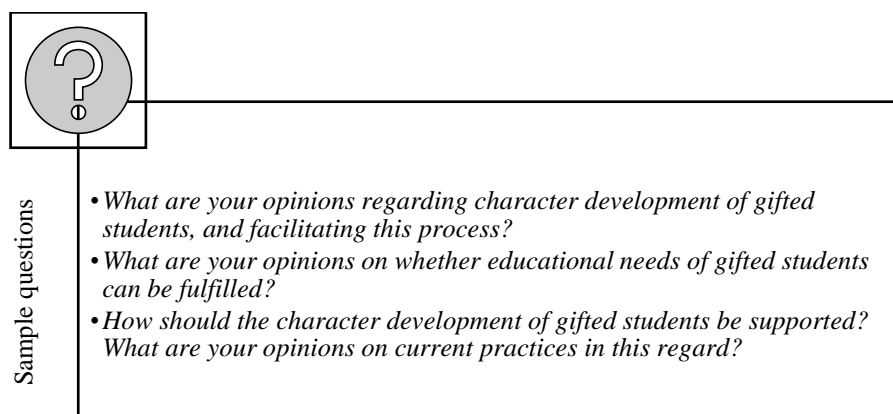 Sample questions
•What are your opinions regarding character development of gifted
students, and facilitating this process?
•What are your opinions on whether educational needs of gifted students
can be fulfilled?
•How should the character development of gifted students be supported?
What are your opinions on current practices in this regard?